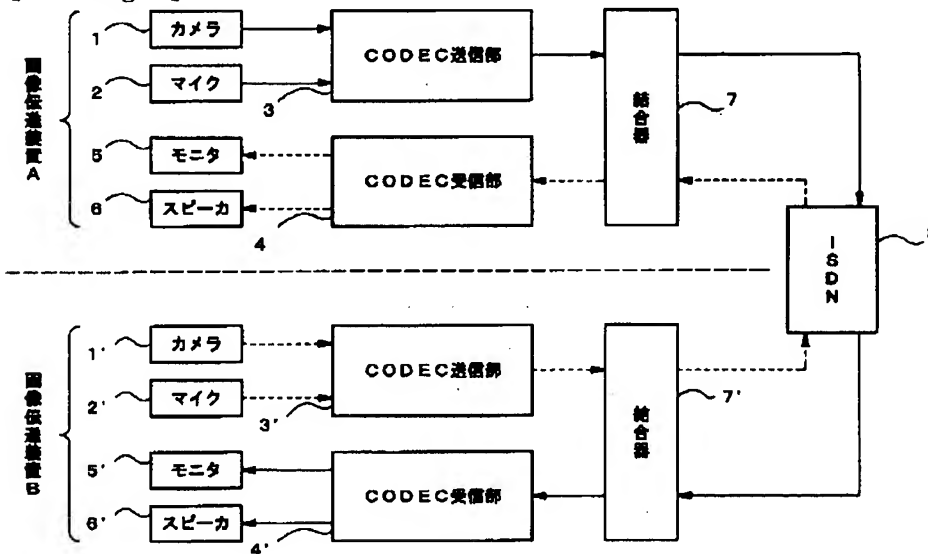 1
カメラ
2
マイク
CODEC送信部
3
結合器
7
画像伝達装置A
5
モニタ
6
スピーカ
CODEC受信部
4
ISDN
1'
カメラ
2'
マイク
CODEC送信部
3'
結合器
7'
画像伝達装置B
5'
モニタ
6'
スピーカ
CODEC受信部
4'